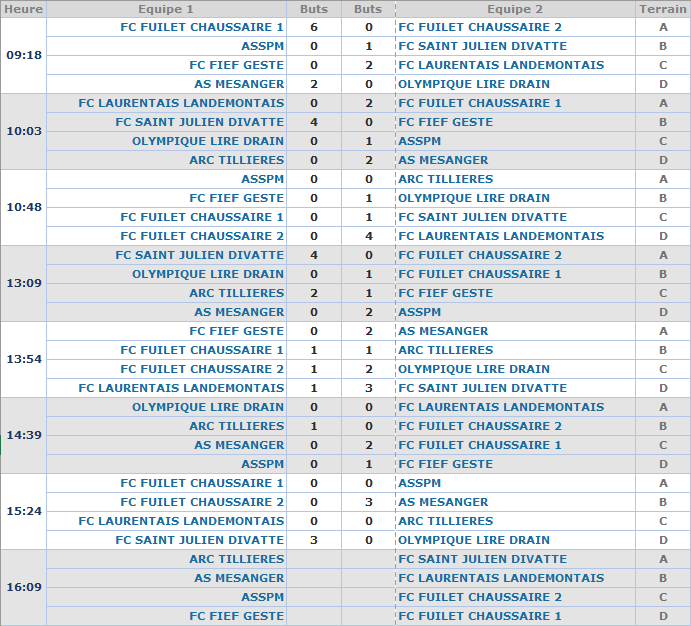 Heure Equipe 1 Buts Buts Equipe 2 Terrain
09:18
FC FUILET CHAUSSAIRE 1 6 0 FC FUILET CHAUSSAIRE 2 A
ASSPM 0 1 FC SAINT JULIEN DIVATTE B
FC FIEF GESTE 0 2 FC LAURENTAIS LANDEMONTAIS C
AS MESANGER 2 0 OLYMPIQUE LIRE DRAIN D
10:03
FC LAURENTAIS LANDEMONTAIS 0 2 FC FUILET CHAUSSAIRE 1 A
FC SAINT JULIEN DIVATTE 4 0 FC FIEF GESTE B
OLYMPIQUE LIRE DRAIN 0 1 ASSPM C
ARC TILLIERES 0 2 AS MESANGER D
10:48
ASSPM 0 0 ARC TILLIERES A
FC FIEF GESTE 0 1 OLYMPIQUE LIRE DRAIN B
FC FUILET CHAUSSAIRE 1 0 1 FC SAINT JULIEN DIVATTE C
FC FUILET CHAUSSAIRE 2 0 4 FC LAURENTAIS LANDEMONTAIS D
13:09
FC SAINT JULIEN DIVATTE 4 0 FC FUILET CHAUSSAIRE 2 A
OLYMPIQUE LIRE DRAIN 0 1 FC FUILET CHAUSSAIRE 1 B
ARC TILLIERES 2 1 FC FIEF GESTE C
AS MESANGER 0 2 ASSPM D
13:54
FC FIEF GESTE 0 2 AS MESANGER A
FC FUILET CHAUSSAIRE 1 1 1 ARC TILLIERES B
FC FUILET CHAUSSAIRE 2 1 2 OLYMPIQUE LIRE DRAIN C
FC LAURENTAIS LANDEMONTAIS 1 3 FC SAINT JULIEN DIVATTE D
14:39
OLYMPIQUE LIRE DRAIN 0 0 FC LAURENTAIS LANDEMONTAIS A
ARC TILLIERES 1 0 FC FUILET CHAUSSAIRE 2 B
AS MESANGER 0 2 FC FUILET CHAUSSAIRE 1 C
ASSPM 0 1 FC FIEF GESTE D
15:24
FC FUILET CHAUSSAIRE 1 0 0 ASSPM A
FC FUILET CHAUSSAIRE 2 0 3 AS MESANGER B
FC LAURENTAIS LANDEMONTAIS 0 0 ARC TILLIERES C
FC SAINT JULIEN DIVATTE 3 0 OLYMPIQUE LIRE DRAIN D
16:09
ARC TILLIERES FC SAINT JULIEN DIVATTE A
AS MESANGER FC LAURENTAIS LANDEMONTAIS B
ASSPM FC FUILET CHAUSSAIRE 2 C
FC FIEF GESTE FC FUILET CHAUSSAIRE 1 D